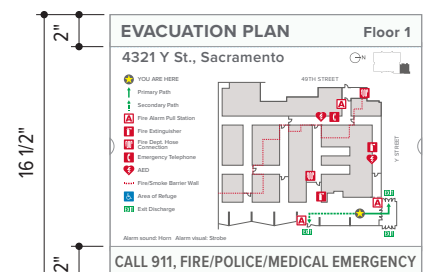 2"
EVACUATION PLAN
Floor 1
4321 Y St., Sacramento
N
YOU ARE HERE
Primary Path
Secondary Path
A Fire Alarm Pull Station
Fire Extinguisher
Fire Dept. Hose
Connection
Emergency Telephone
AED
Fire/Smoke Barrier Wall
Area of Refuge
Exit Discharge
49TH STREET
A
Y STREET
A
A
16 1/2"
Alarm sound: Horn Alarm visual: Strobe
2"
CALL 911, FIRE/POLICE/MEDICAL EMERGENCY